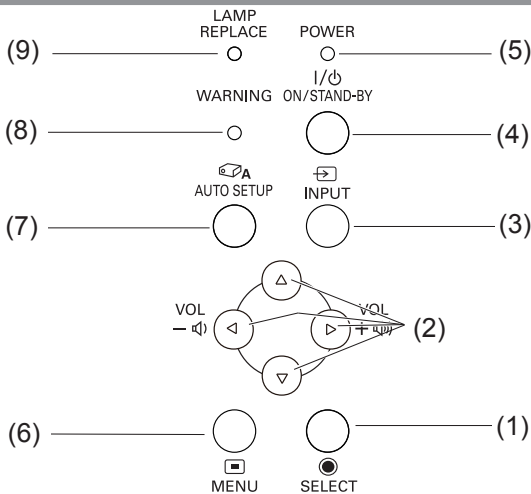 LAMP
REPLACE
POWER
(9)
(5)
I/⏻
ON/STAND-BY
WARNING
(8)
(4)
A
AUTO SETUP
INPUT
(7)
(3)
VOL
−
VOL
+
(2)
(6)
(1)
MENU
SELECT